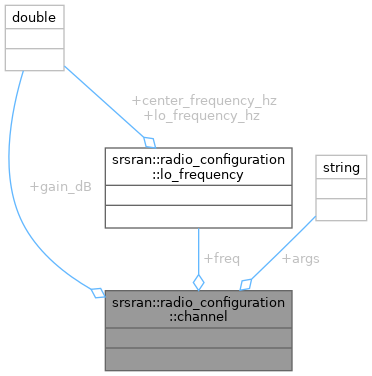 double
+center_frequency_hz
+lo_frequency_hz
srsran::radio_configuration
::lo_frequency
string
+gain_dB
+freq
+args
srsran::radio_configuration
::channel